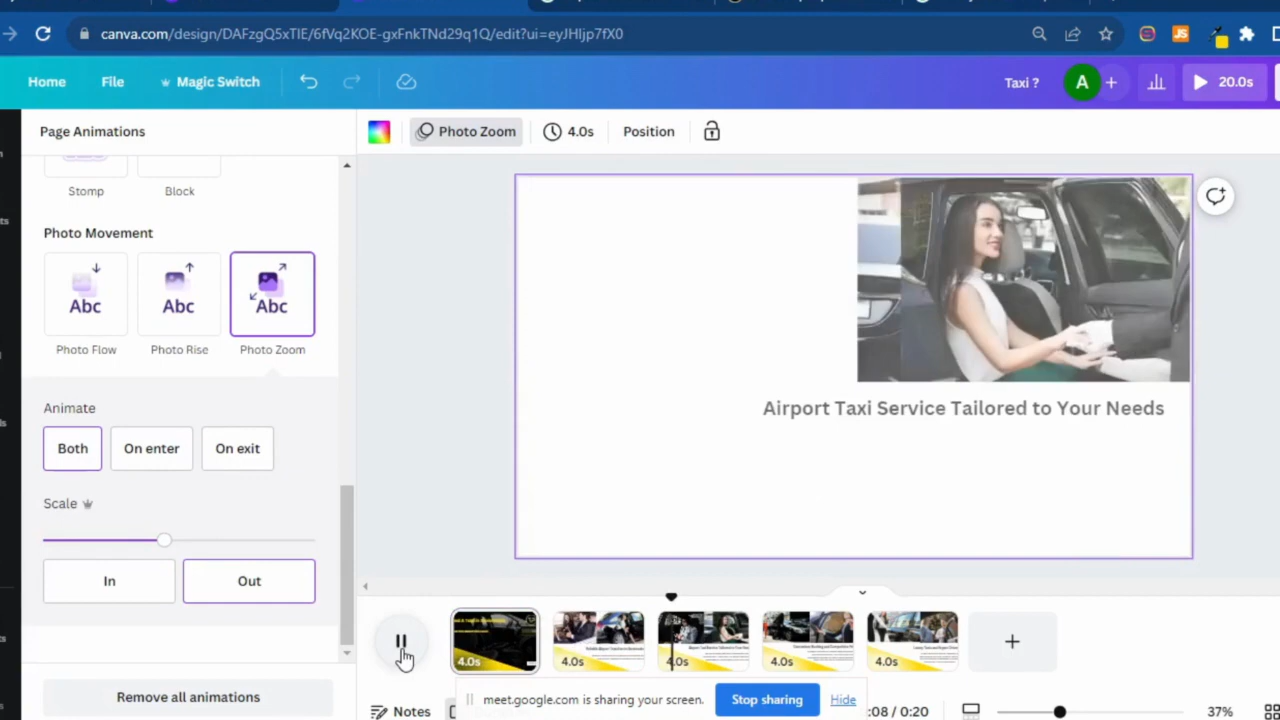 canva.com/design/DAFzgQ5xTIE/6fVq2KOE-gxFnkTNd29q1Q/edit?ui=eyJHIjp7fX0
JS
Home
File
Magic Switch
Taxi ?
A
+
20.0s
Page Animations
Photo Zoom
4.0s
Position
Stomp
Block
Photo Movement
Abc
Abc
Abc
Photo Flow
Photo Rise
Photo Zoom
Animate
Both
On enter
On exit
Scale
In
Out
Remove all animations
Airport Taxi Service Tailored to Your Needs
4.0s
4.0s
4.0s
4.0s
4.0s
+
Notes
meet.google.com is sharing your screen.
Stop sharing
Hide
:08 / 0:20
37%